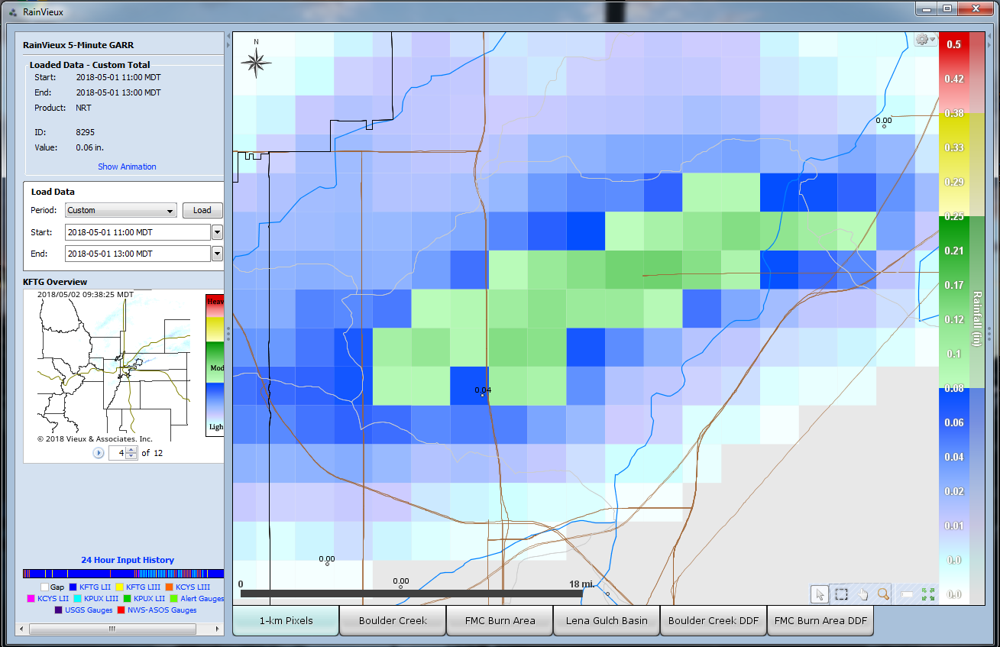 RainVieux
RainVieux 5-Minute GARR
Loaded Data - Custom Total
Start: 2018-05-01 11:00 MDT
End: 2018-05-01 13:00 MDT
Product: NRT
ID: 8295
Value: 0.06 in.
Show Animation
Load Data
Period: Custom Load
Start: 2018-05-01 11:00 MDT
End: 2018-05-01 13:00 MDT
KFTG Overview
2018/05/02 09:38:25 MDT
Heav
Mod
Ligh
© 2018 Vieux & Associates, Inc.
4 of 12
24 Hour Input History
Gap KFTG LII KFTG LIII KCYS LIII
KCYS LII KPUX LIII KPUX LII Alert Gauges
USGS Gauges NWS-ASOS Gauges
N
0.00
0.04
0.00
0.00
0 18 mi.
0.5
0.42
0.38
0.33
0.29
0.25
0.21
0.17
0.12
0.1
0.08
0.06
0.04
0.02
0.01
0.0
0.0
Rainfall (in)
1-km Pixels Boulder Creek FMC Burn Area Lena Gulch Basin Boulder Creek DDF FMC Burn Area DDF